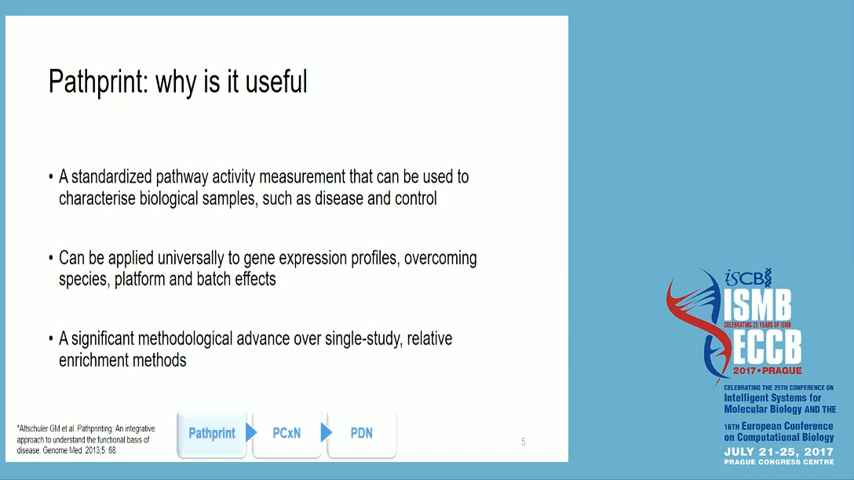 Pathprint: why is it useful
• A standardized pathway activity measurement that can be used to
characterise biological samples, such as disease and control
• Can be applied universally to gene expression profiles, overcoming
species, platform and batch effects
• A significant methodological advance over single-study, relative
enrichment methods
*Altschuler GM et al. Pathprinting: An integrative
approach to understand the functional basis of
disease. Genome Med. 2013;5: 68.
Pathprint
PCxN
PDN
5
iSCB
ISMB
CELEBRATING 25 YEARS OF ISMB
ECCB
2017 • PRAGUE
CELEBRATING THE 25TH CONFERENCE ON
Intelligent Systems for
Molecular Biology AND THE
16TH European Conference
on Computational Biology
JULY 21-25, 2017
PRAGUE CONGRESS CENTRE